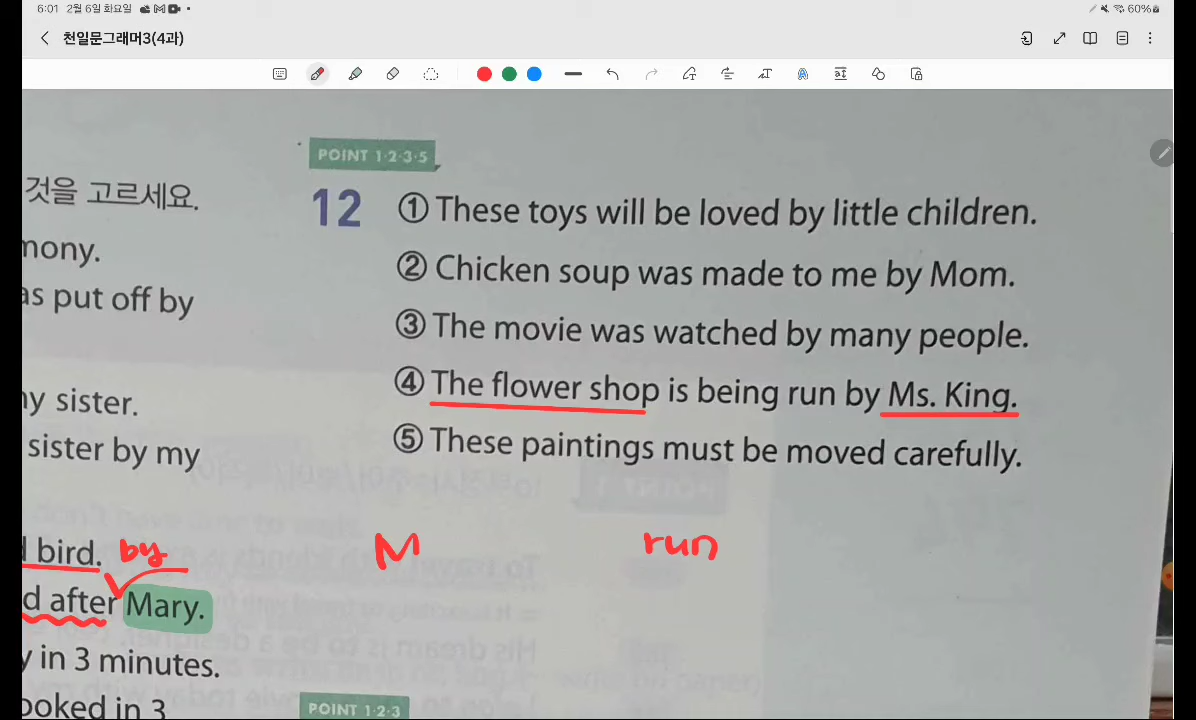 6:01 2월 6일 화요일
60%
천일문그래머3(4과)
POINT 1·2·3·5
것을 고르세요.
mony.
as put off by
ny sister.
sister by my
12 ① These toys will be loved by little children.
② Chicken soup was made to me by Mom.
③ The movie was watched by many people.
④ The flower shop is being run by Ms. King.
⑤ These paintings must be moved carefully.
M run
d bird. by
d after Mary.
y in 3 minutes.
ooked in 3
POINT 1·2·3